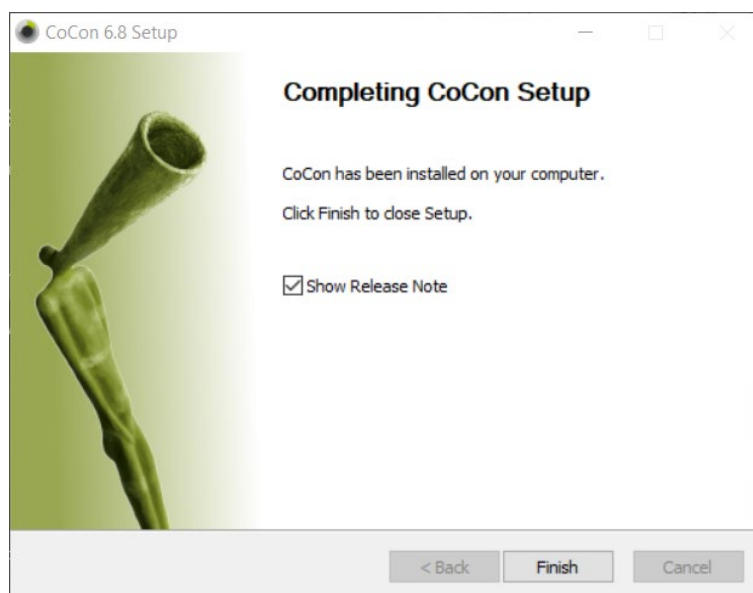 CoCon 6.8 Setup
Completing CoCon Setup
CoCon has been installed on your computer.
Click Finish to close Setup.
Show Release Note
< Back
Finish
Cancel